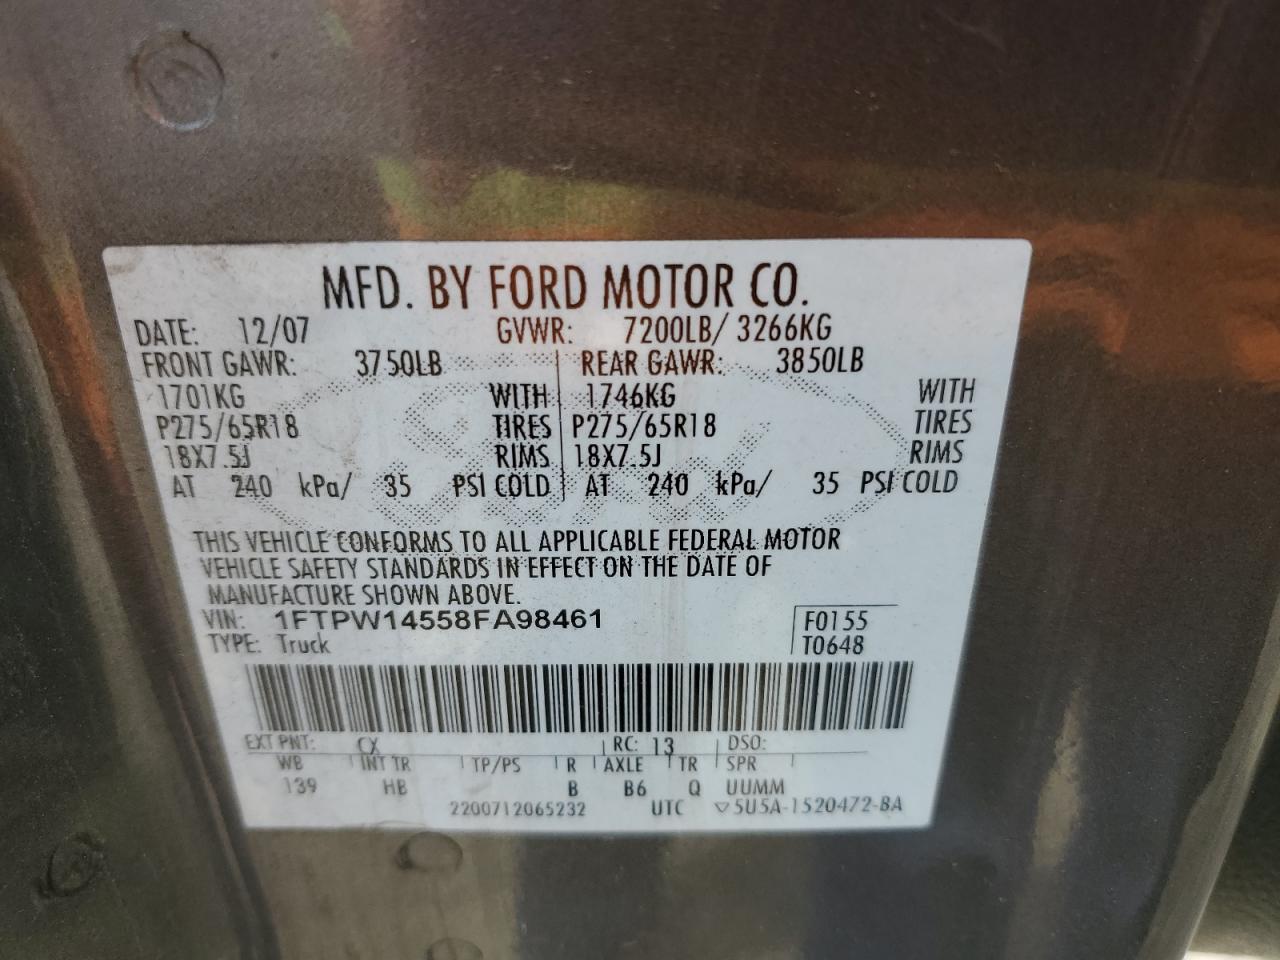 MFD. BY FORD MOTOR CO.
DATE: 12/07 GVWR: 7200LB/ 3266KG
FRONT GAWR: 3750LB REAR GAWR: 3850LB
1701KG WITH 1746KG WITH
P275/65R18 TIRES P275/65R18 TIRES
18X7.5J RIMS 18X7.5J RIMS
AT 240 kPa/ 35 PSI COLD AT 240 kPa/ 35 PSI COLD
THIS VEHICLE CONFORMS TO ALL APPLICABLE FEDERAL MOTOR
VEHICLE SAFETY STANDARDS IN EFFECT ON THE DATE OF
MANUFACTURE SHOWN ABOVE.
VIN: 1FTPW14558FA98461 F0155
TYPE: Truck T0648
EXT PNT: CX RC: 13 DSO:
WB INT TR TP/PS R AXLE TR SPR
139 HB B B6 Q UUMM
2200712065232 UTC ▽5U5A-1520472-BA